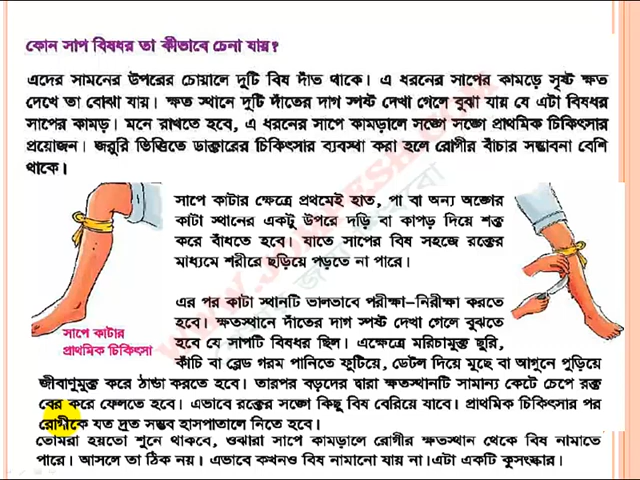 কোন সাপ বিষধর তা কীভাবে চেনা যায়?
এদের সামনের উপরের চোয়ালে দুটি বিষ দাঁত থাকে। এ ধরনের সাপের কামড়ে সৃষ্ট ক্ষত
দেখে তা বোঝা যায়। ক্ষত স্থানে দুটি দাঁতের দাগ স্পষ্ট দেখা গেলে বুঝা যায় যে এটা বিষধর
সাপের কামড়। মনে রাখতে হবে, এ ধরনের সাপে কামড়ালে সঙ্গে সঙ্গে প্রাথমিক চিকিৎসার
প্রয়োজন। জরুরি ভিত্তিতে ডাক্তারের চিকিৎসার ব্যবস্থা করা হলে রোগীর বাঁচার সম্ভাবনা বেশি
থাকে।
সাপে কাটার ক্ষেত্রে প্রথমেই হাত, পা বা অন্য অঙ্গের
কাটা স্থানের একটু উপরে দড়ি বা কাপড় দিয়ে শক্ত
করে বাঁধতে হবে। যাতে সাপের বিষ সহজে রক্তের
মাধ্যমে শরীরে ছড়িয়ে পড়তে না পারে।
সাপে কাটার
প্রাথমিক চিকিৎসা
এর পর কাটা স্থানটি ভালভাবে পরীক্ষা-নিরীক্ষা করতে
হবে। ক্ষতস্থানে দাঁতের দাগ স্পষ্ট দেখা গেলে বুঝতে
হবে যে সাপটি বিষধর ছিল। এক্ষেত্রে মরিচামুক্ত ছুরি,
কাঁচি বা ব্লেড গরম পানিতে ফুটিয়ে, ডেটল দিয়ে মুছে বা আগুনে পুড়িয়ে
জীবাণুমুক্ত করে ঠান্ডা করতে হবে। তারপর বড়দের দ্বারা ক্ষতস্থানটি সামান্য কেটে চেপে রক্ত
বের করে ফেলতে হবে। এভাবে রক্তের সঙ্গে কিছু বিষ বেরিয়ে যাবে। প্রাথমিক চিকিৎসার পর
রোগীকে যত দ্রুত সম্ভব হাসপাতালে নিতে হবে।
তোমরা হয়তো শুনে থাকবে, ওঝারা সাপে কামড়ালে রোগীর ক্ষতস্থান থেকে বিষ নামাতে
পারে। আসলে তা ঠিক নয়। এভাবে কখনও বিষ নামানো যায় না।এটা একটি কুসংস্কার।